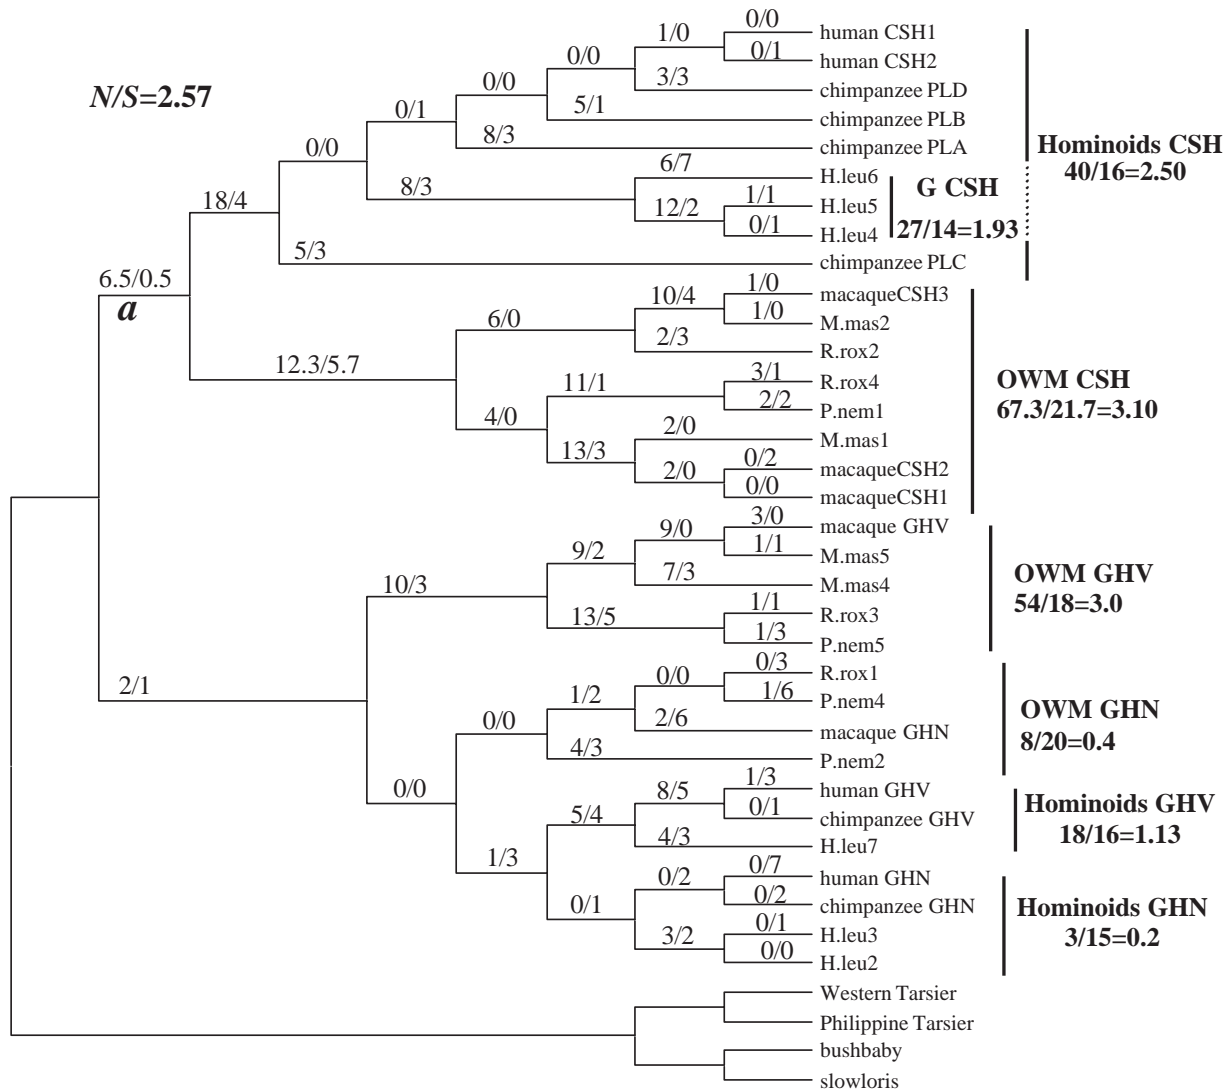 0/0
1/0
human CSH1
0/1
human CSH2
0/0
3/3
chimpanzee PLD
N/S=2.57
0/0
5/1
chimpanzee PLB
0/1
8/3
chimpanzee PLA
Hominoids CSH
40/16=2.50
0/0
6/7
H.leu6
8/3
G CSH
27/14=1.93
1/1
H.leu5
12/2
0/1
H.leu4
18/4
5/3
chimpanzee PLC
6.5/0.5
a
1/0
macaqueCSH3
10/4
1/0
M.mas2
6/0
2/3
R.rox2
12.3/5.7
3/1
R.rox4
11/1
2/2
P.nem1
OWM CSH
67.3/21.7=3.10
4/0
2/0
M.mas1
13/3
0/2
macaqueCSH2
2/0
0/0
macaqueCSH1
3/0
macaque GHV
9/0
1/1
M.mas5
9/2
7/3
M.mas4
OWM GHV
54/18=3.0
10/3
1/1
R.rox3
13/5
1/3
P.nem5
2/1
0/3
R.rox1
0/0
1/6
P.nem4
1/2
2/6
macaque GHN
OWM GHN
8/20=0.4
0/0
4/3
P.nem2
0/0
1/3
human GHV
8/5
0/1
chimpanzee GHV
Hominoids GHV
18/16=1.13
5/4
4/3
H.leu7
1/3
0/7
human GHN
0/2
0/2
chimpanzee GHN
Hominoids GHN
3/15=0.2
0/1
0/1
H.leu3
3/2
0/0
H.leu2
Western Tarsier
Philippine Tarsier
bushbaby
slowloris